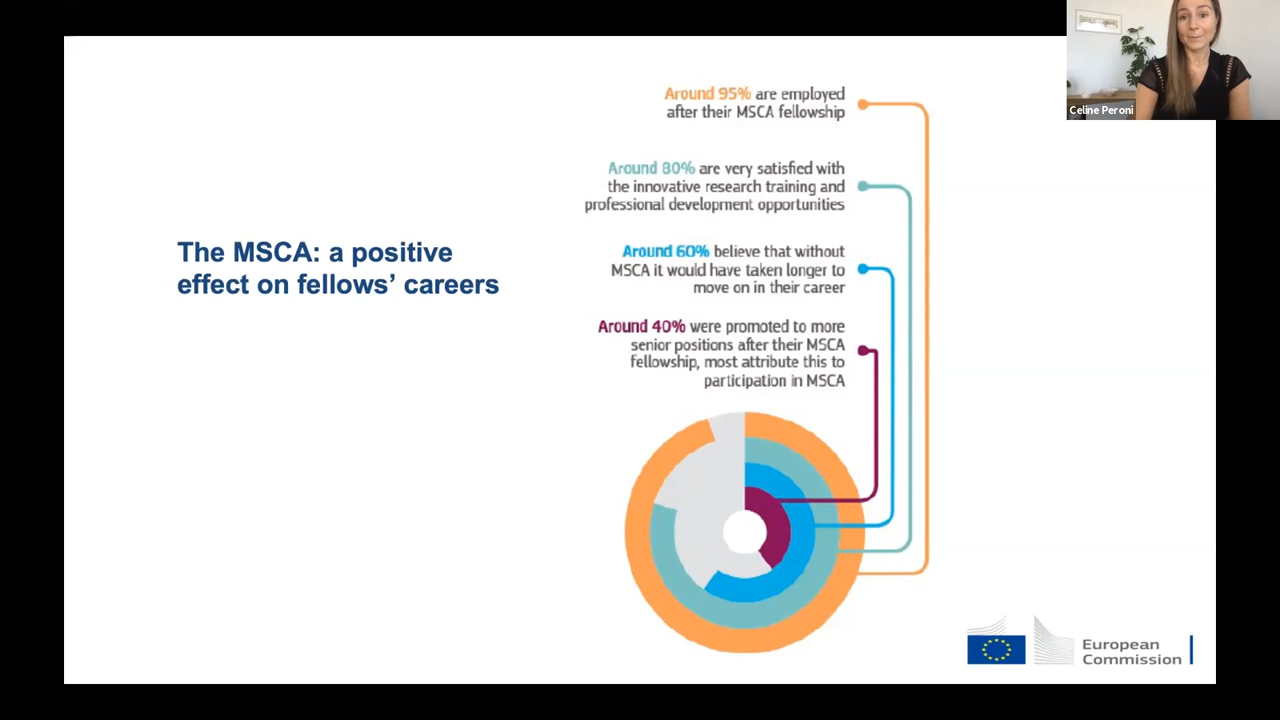 Celine Peroni
Around 95% are employed
after their MSCA fellowship
Around 80% are very satisfied with
the innovative research training and
professional development opportunities
The MSCA: a positive
effect on fellows’ careers
Around 60% believe that without
MSCA it would have taken longer to
move on in their career
Around 40% were promoted to more
senior positions after their MSCA
fellowship, most attribute this to
participation in MSCA
European
Commission